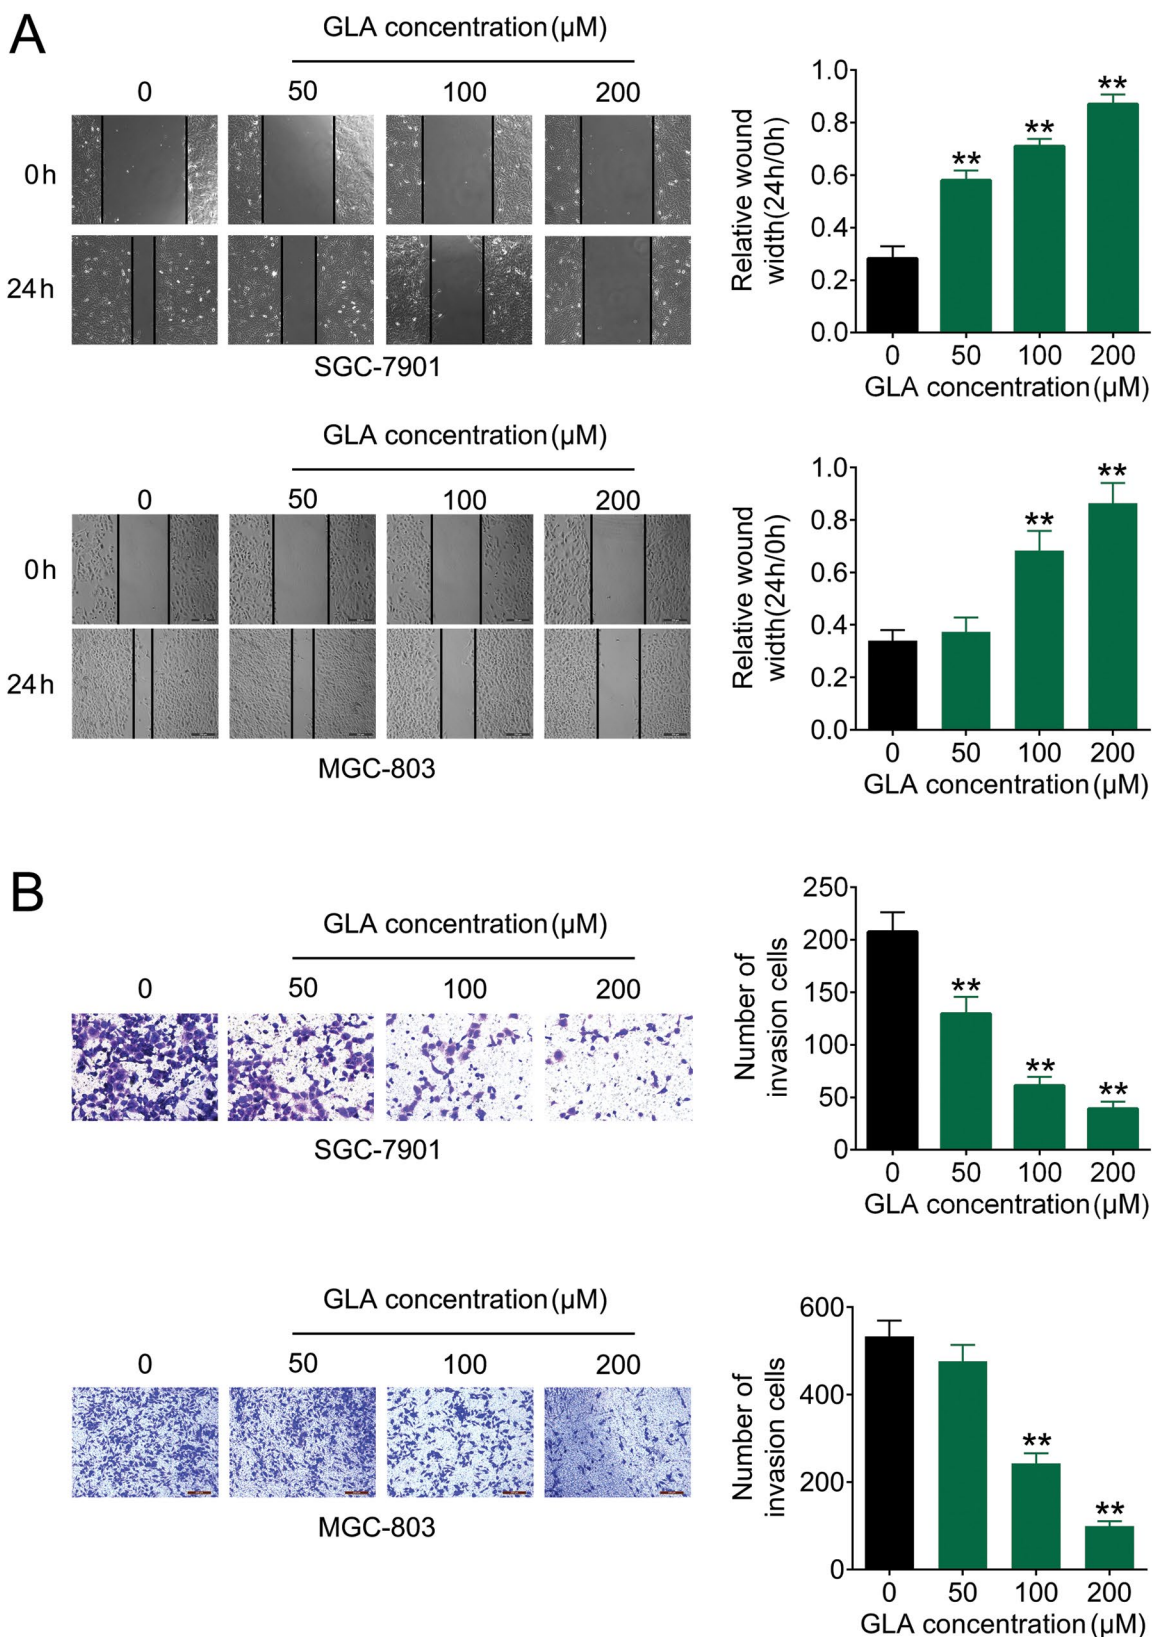 A
GLA concentration (µM)
0 50 100 200
0h
24h
SGC-7901
Relative wound
width(24h/0h)
1.0
0.8
0.6
0.4
0.2
0.0
** ** **
0 50 100 200
GLA concentration (µM)
GLA concentration (µM)
0 50 100 200
0h
24h
MGC-803
Relative wound
width(24h/0h)
1.0
0.8
0.6
0.4
0.2
0.0
** **
0 50 100 200
GLA concentration (µM)
B
GLA concentration (µM)
0 50 100 200
SGC-7901
Number of
invasion cells
250
200
150
100
50
0
** ** **
0 50 100 200
GLA concentration (µM)
GLA concentration (µM)
0 50 100 200
MGC-803
Number of
invasion cells
600
400
200
0
** **
0 50 100 200
GLA concentration (µM)